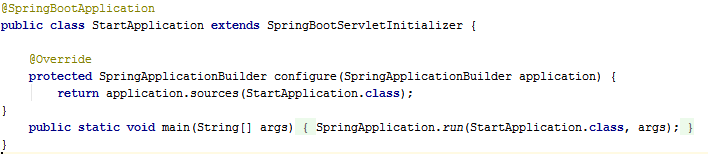 @SpringBootApplication
public class StartApplication extends SpringBootServletInitializer {
@Override
protected SpringApplicationBuilder configure(SpringApplicationBuilder application) {
return application.sources(StartApplication.class);
}
public static void main(String[] args) { SpringApplication.run(StartApplication.class, args); }
}